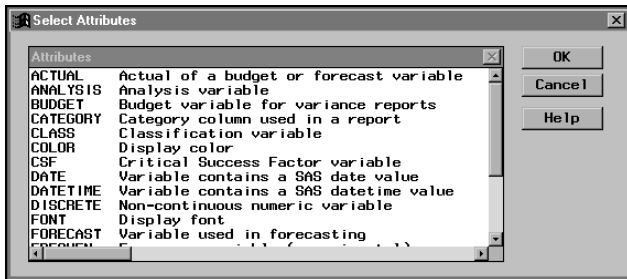 Select Attributes
Attributes
OK
Cancel
Help
ACTUAL Actual of a budget or forecast variable
ANALYSIS Analysis variable
BUDGET Budget variable for variance reports
CATEGORY Category column used in a report
CLASS Classification variable
COLOR Display color
CSF Critical Success Factor variable
DATE Variable contains a SAS date value
DATETIME Variable contains a SAS datetime value
DISCRETE Non-continuous numeric variable
FONT Display font
FORECAST Variable used in forecasting